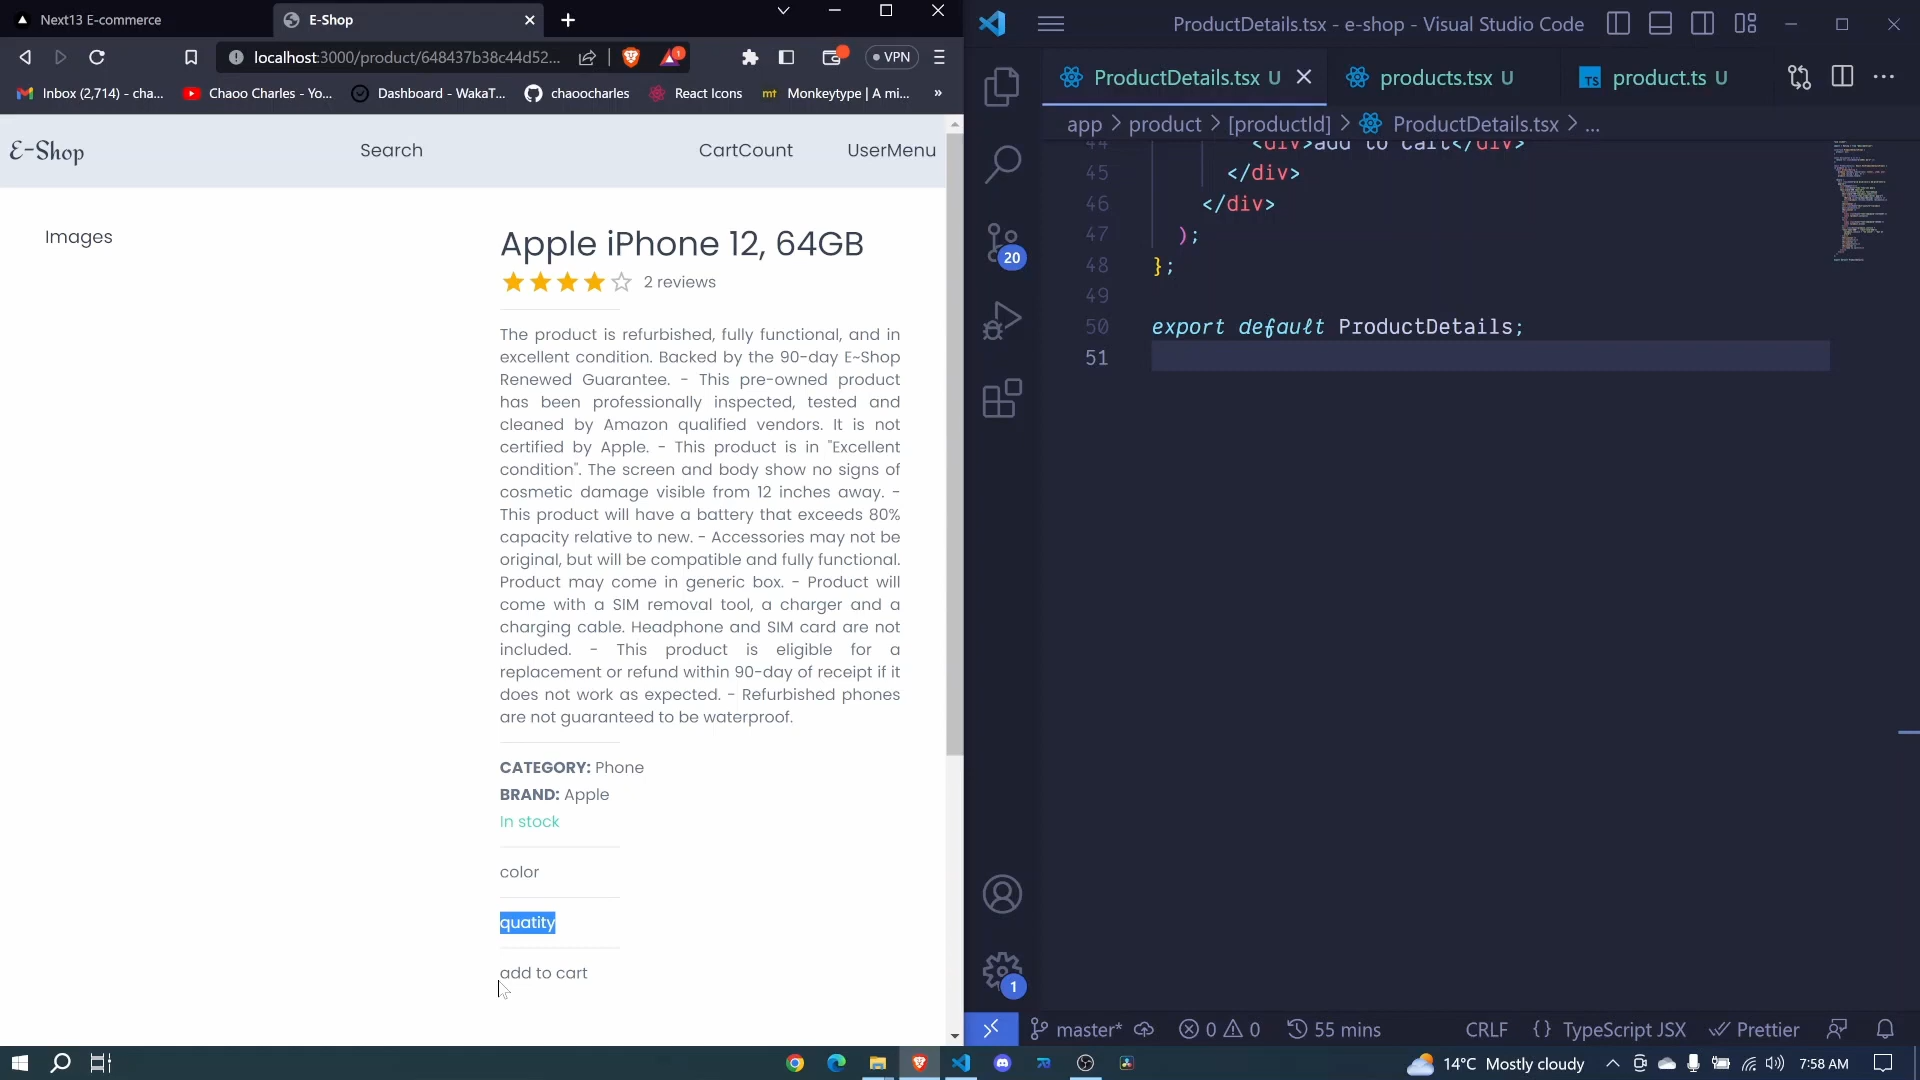 Next13 E-commerce
E-Shop
ProductDetails.tsx - e-shop - Visual Studio Code
localhost:3000/product/648437b38c44d52...
1
VPN
Inbox (2,714) - cha...
Chaoo Charles - Yo...
Dashboard - WakaT...
chaoocharles
React Icons
mt
Monkeytype | A mi...
»
ProductDetails.tsx U
products.tsx U
TS
product.ts U
app > product > [productId] > ProductDetails.tsx > ...
E~Shop
Search
CartCount
UserMenu
Images
Apple iPhone 12, 64GB
2 reviews
The product is refurbished, fully functional, and in
excellent condition. Backed by the 90-day E~Shop
Renewed Guarantee. - This pre-owned product
has been professionally inspected, tested and
cleaned by Amazon qualified vendors. It is not
certified by Apple. - This product is in "Excellent
condition". The screen and body show no signs of
cosmetic damage visible from 12 inches away. -
This product will have a battery that exceeds 80%
capacity relative to new. - Accessories may not be
original, but will be compatible and fully functional.
Product may come in generic box. - Product will
come with a SIM removal tool, a charger and a
charging cable. Headphone and SIM card are not
included. - This product is eligible for a
replacement or refund within 90-day of receipt if it
does not work as expected. - Refurbished phones
are not guaranteed to be waterproof.
CATEGORY: Phone
BRAND: Apple
In stock
color
quatity
add to cart
44 <div>add to cart</div>
45 </div>
46 </div>
47 );
48 };
49
50 export default ProductDetails;
51
20
1
master*
0
0
55 mins
CRLF
{ }
TypeScript JSX
Prettier
14°C Mostly cloudy
7:58 AM